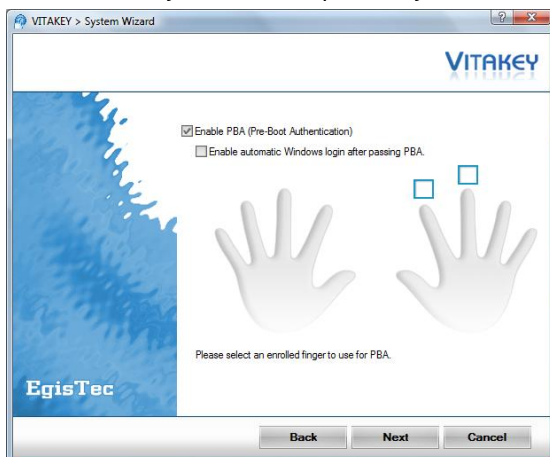 VITAKEY > System Wizard
VITAKEY
Enable PBA (Pre-Boot Authentication)
Enable automatic Windows login after passing PBA.
Please select an enrolled finger to use for PBA.
EgisTec
Back Next Cancel